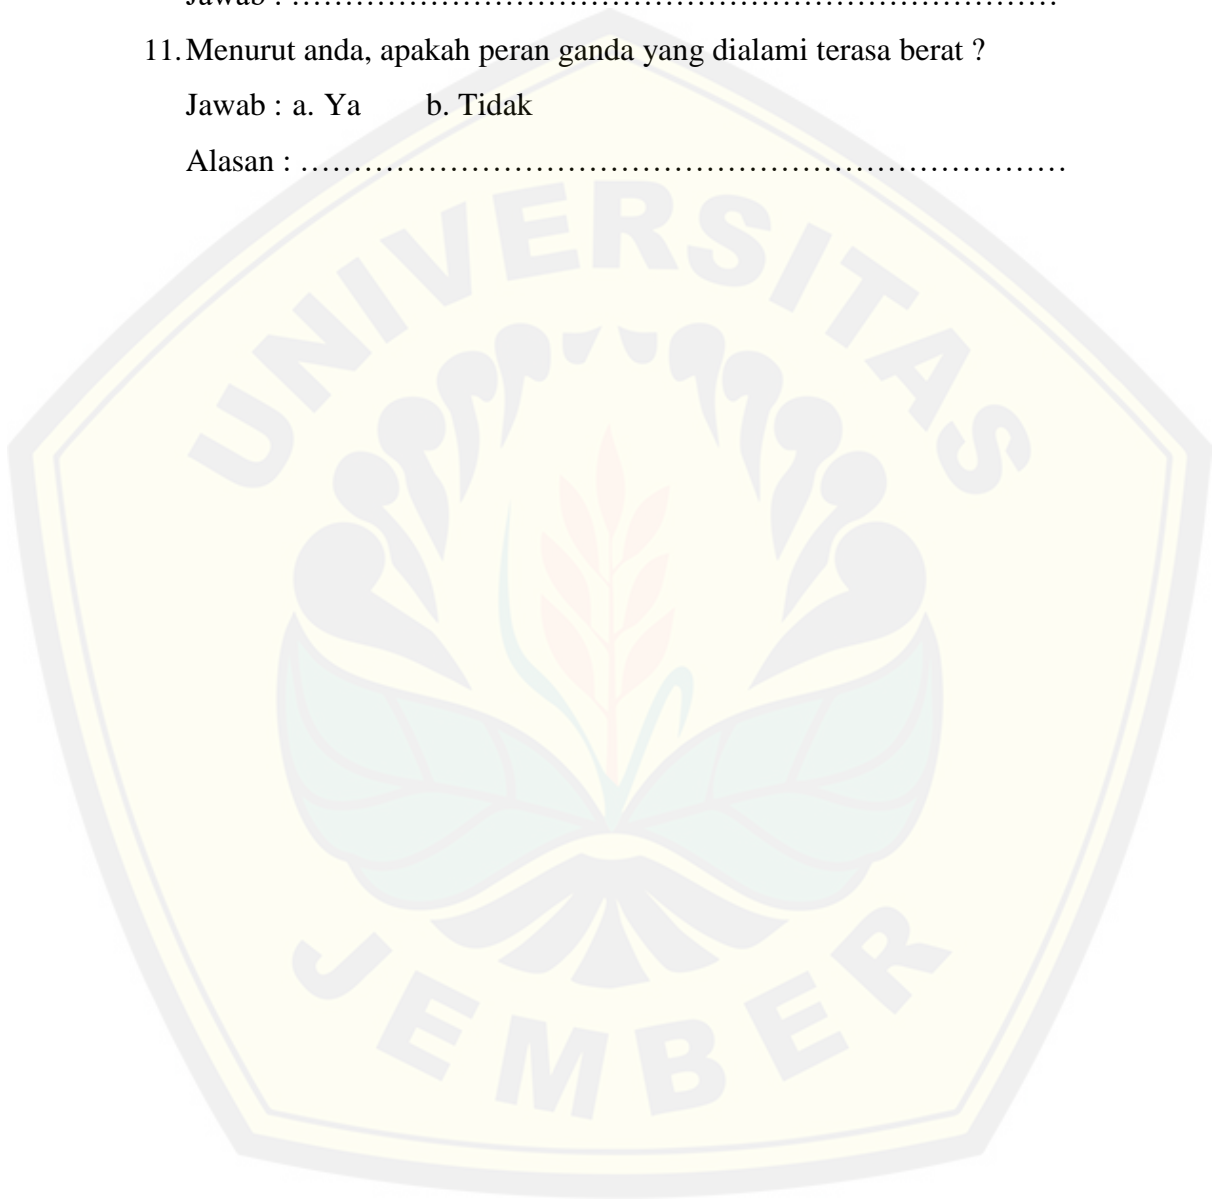 Jawab : ………………………………………………………………
11. Menurut anda, apakah peran ganda yang dialami terasa berat ?
Jawab : a. Ya b. Tidak
Alasan : ………………………………………………………………
UNIVERSITAS
JEMBER